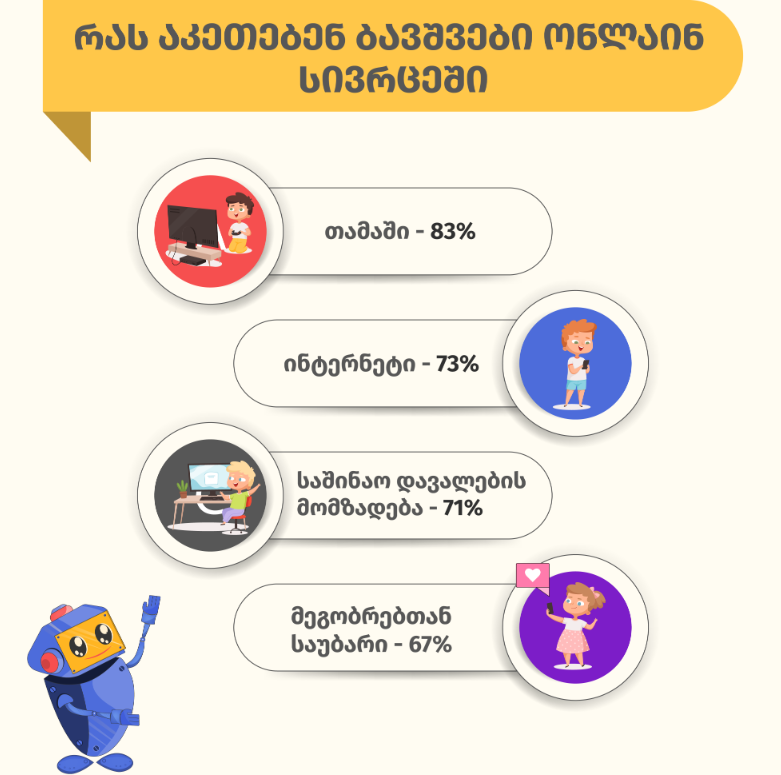 რას აკეთებენ ბავშვები ონლაინ
სივრცეში
თამაში - 83%
ინტერნეტი - 73%
საშინაო დავალების
მომზადება - 71%
მეგობრებთან
საუბარი - 67%